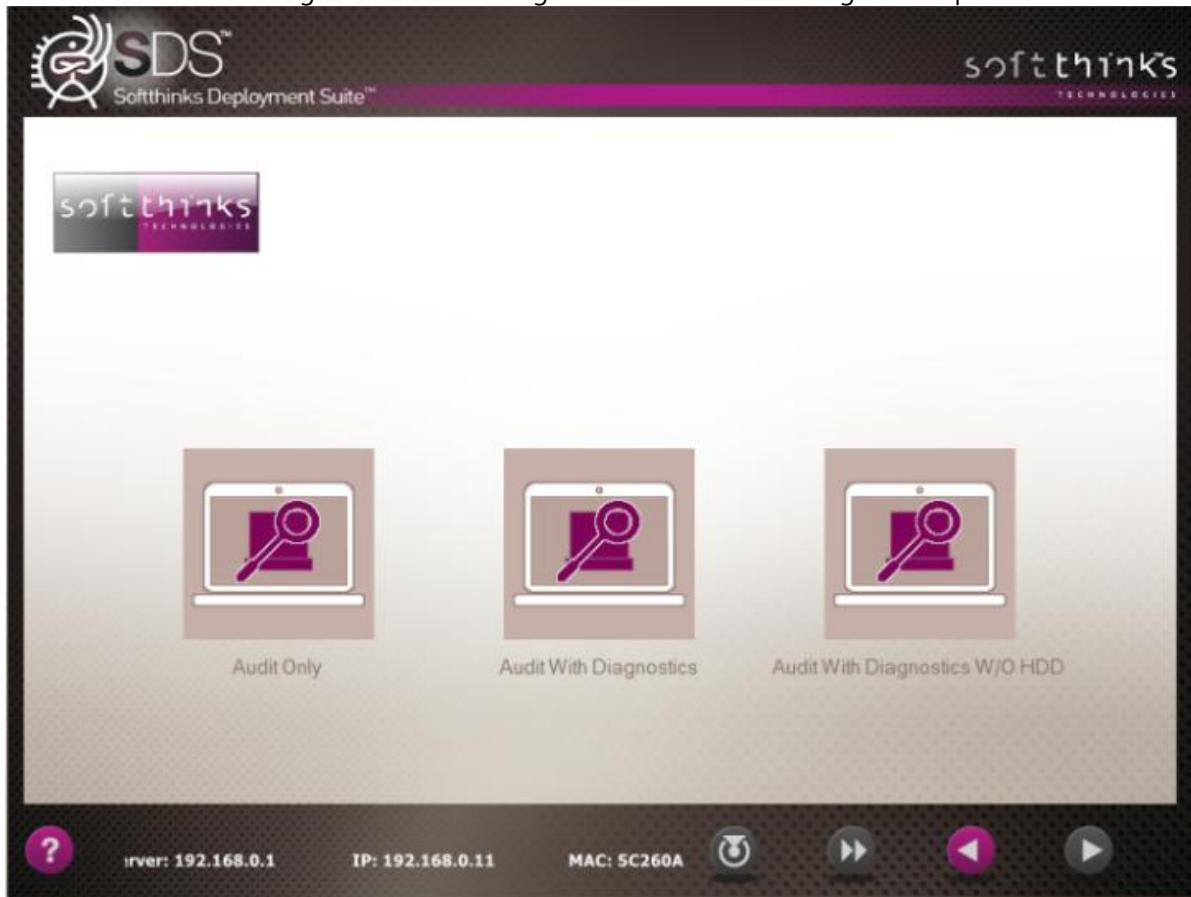 SDS™
Softthinks Deployment Suite™
softthinks
TECHNOLOGIES
softthinks
TECHNOLOGIES
Audit Only
Audit With Diagnostics
Audit With Diagnostics W/O HDD
?
rver: 192.168.0.1
IP: 192.168.0.11
MAC: 5C260A